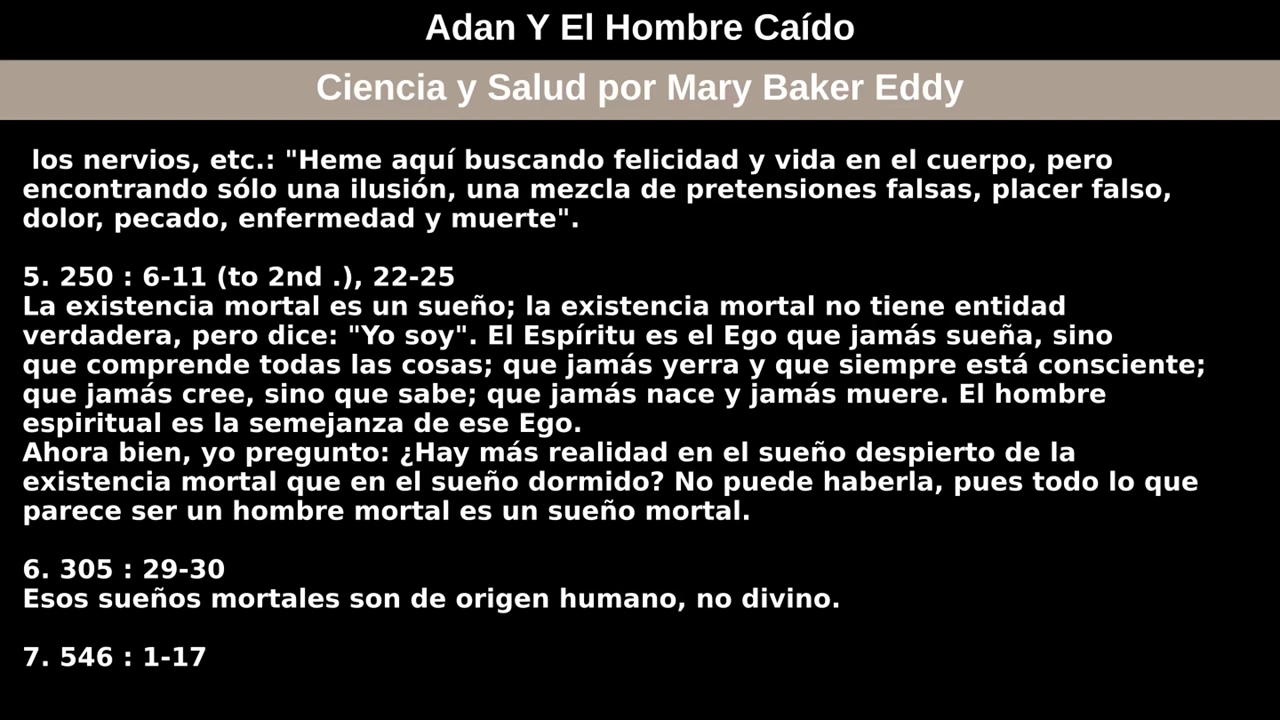 Adan Y El Hombre Caído
Ciencia y Salud por Mary Baker Eddy
los nervios, etc.: "Heme aquí buscando felicidad y vida en el cuerpo, pero
encontrando sólo una ilusión, una mezcla de pretensiones falsas, placer falso,
dolor, pecado, enfermedad y muerte".
5. 250 : 6-11 (to 2nd .), 22-25
La existencia mortal es un sueño; la existencia mortal no tiene entidad
verdadera, pero dice: "Yo soy". El Espíritu es el Ego que jamás sueña, sino
que comprende todas las cosas; que jamás yerra y que siempre está consciente;
que jamás cree, sino que sabe; que jamás nace y jamás muere. El hombre
espiritual es la semejanza de ese Ego.
Ahora bien, yo pregunto: ¿Hay más realidad en el sueño despierto de la
existencia mortal que en el sueño dormido? No puede haberla, pues todo lo que
parece ser un hombre mortal es un sueño mortal.
6. 305 : 29-30
Esos sueños mortales son de origen humano, no divino.
7. 546 : 1-17